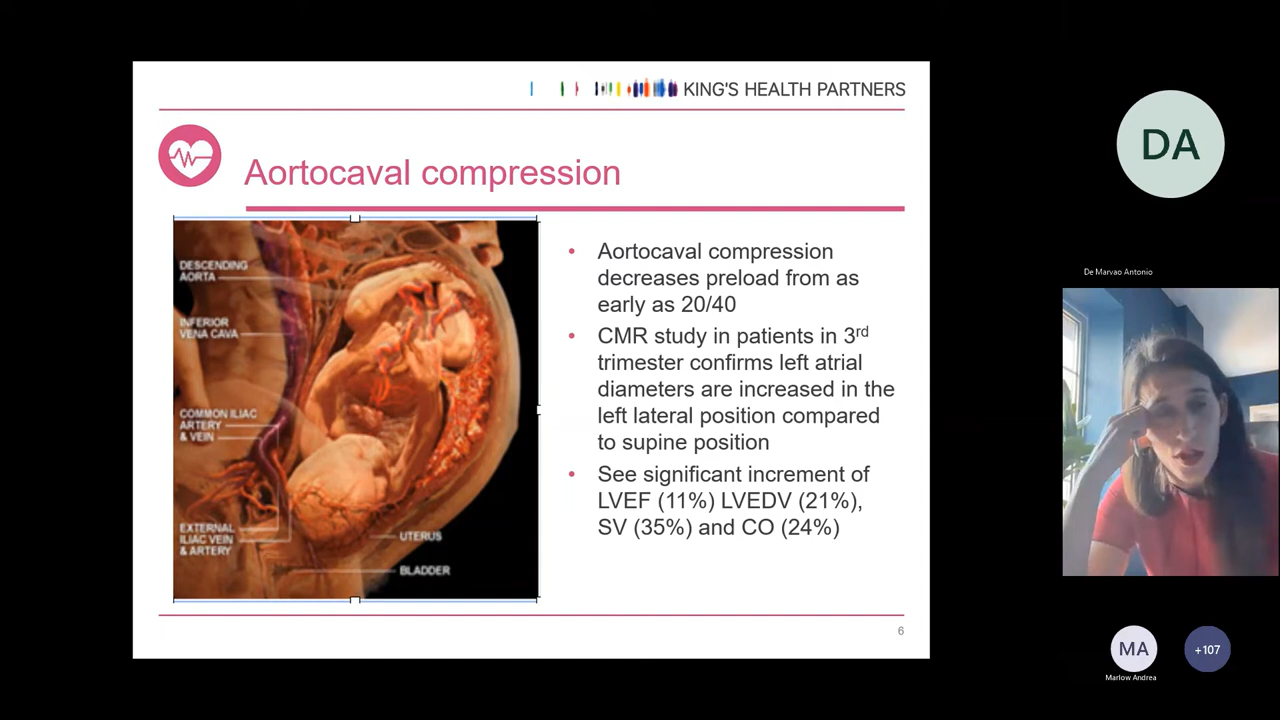 KING'S HEALTH PARTNERS
Aortocaval compression
DESCENDING
AORTA
INFERIOR
VENA CAVA
COMMON ILIAC
ARTERY
& VEIN
EXTERNAL
ILIAC VEIN
& ARTERY
UTERUS
BLADDER
• Aortocaval compression
decreases preload from as
early as 20/40
• CMR study in patients in 3rd
trimester confirms left atrial
diameters are increased in the
left lateral position compared
to supine position
• See significant increment of
LVEF (11%) LVEDV (21%),
SV (35%) and CO (24%)
6
DA
De Marvao Antonio
MA
Marlow Andrea
+107